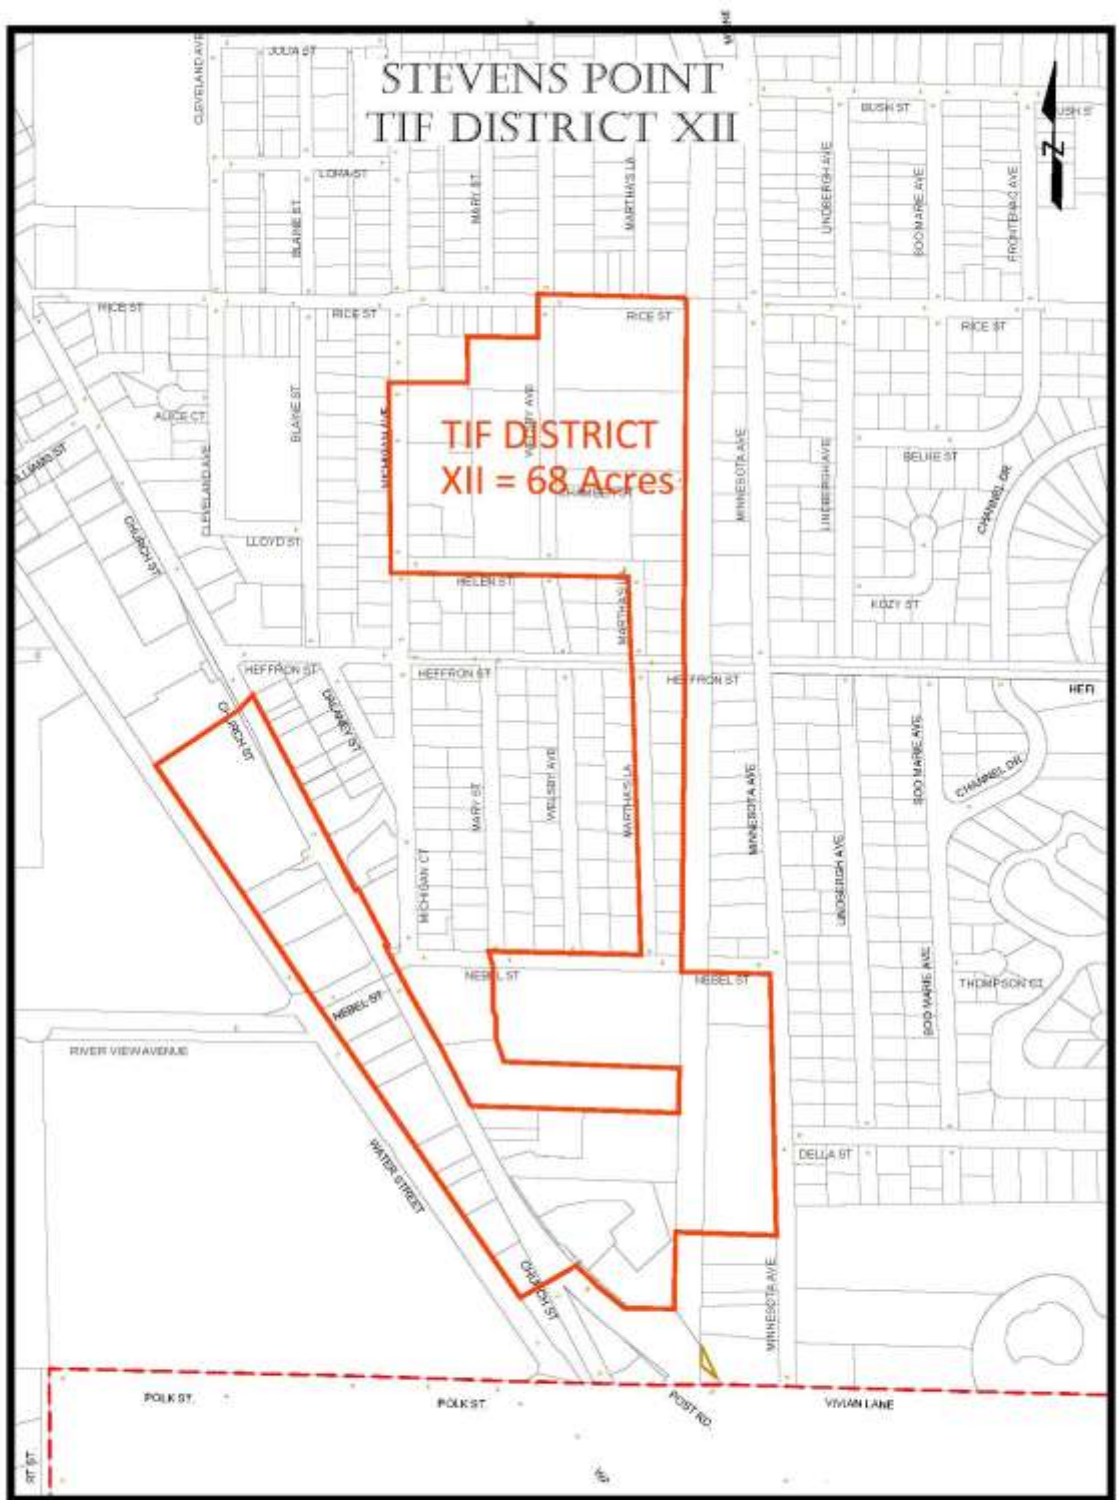 CLEVELAND AVE
JULIA ST
STEVENS POINT
TIF DISTRICT XII
BUSH ST
N
LORA ST
BLAINE ST
MARY ST
MARTHA'S LA
LINDBERGH AVE
SOO MARIE AVE
FRONTENAC AVE
RICE ST
RICE ST
RICE ST
RICE ST
ALICE CT
BLAINE ST
CLEVELAND AVE
MICHIGAN AVE
WELSBY AVE
TIF DISTRICT
XII = 68 Acres
MINNESOTA AVE
LINDBERGH AVE
BELKE ST
CHANNEL DR
CHURCH ST
LLOYD ST
HELEN ST
MARTHA'S LA
KOZY ST
HEFFRON ST
HEFFRON ST
HEFFRON ST
HEFI
CHURCH ST
MICHIGAN CT
MARY ST
WELSBY AVE
MARTHA'S LA
MINNESOTA AVE
LINDBERGH AVE
SOO MARIE AVE
CHANNEL DR
NEBEL ST
NEBEL ST
NEBEL ST
SOO MARIE AVE
THOMPSON CT
RIVER VIEW AVENUE
WATER STREET
DELLA ST
CHURCH ST
MINNESOTA AVE
POLK ST.
POLK ST.
POST RD.
VIVIAN LANE
RT ST.